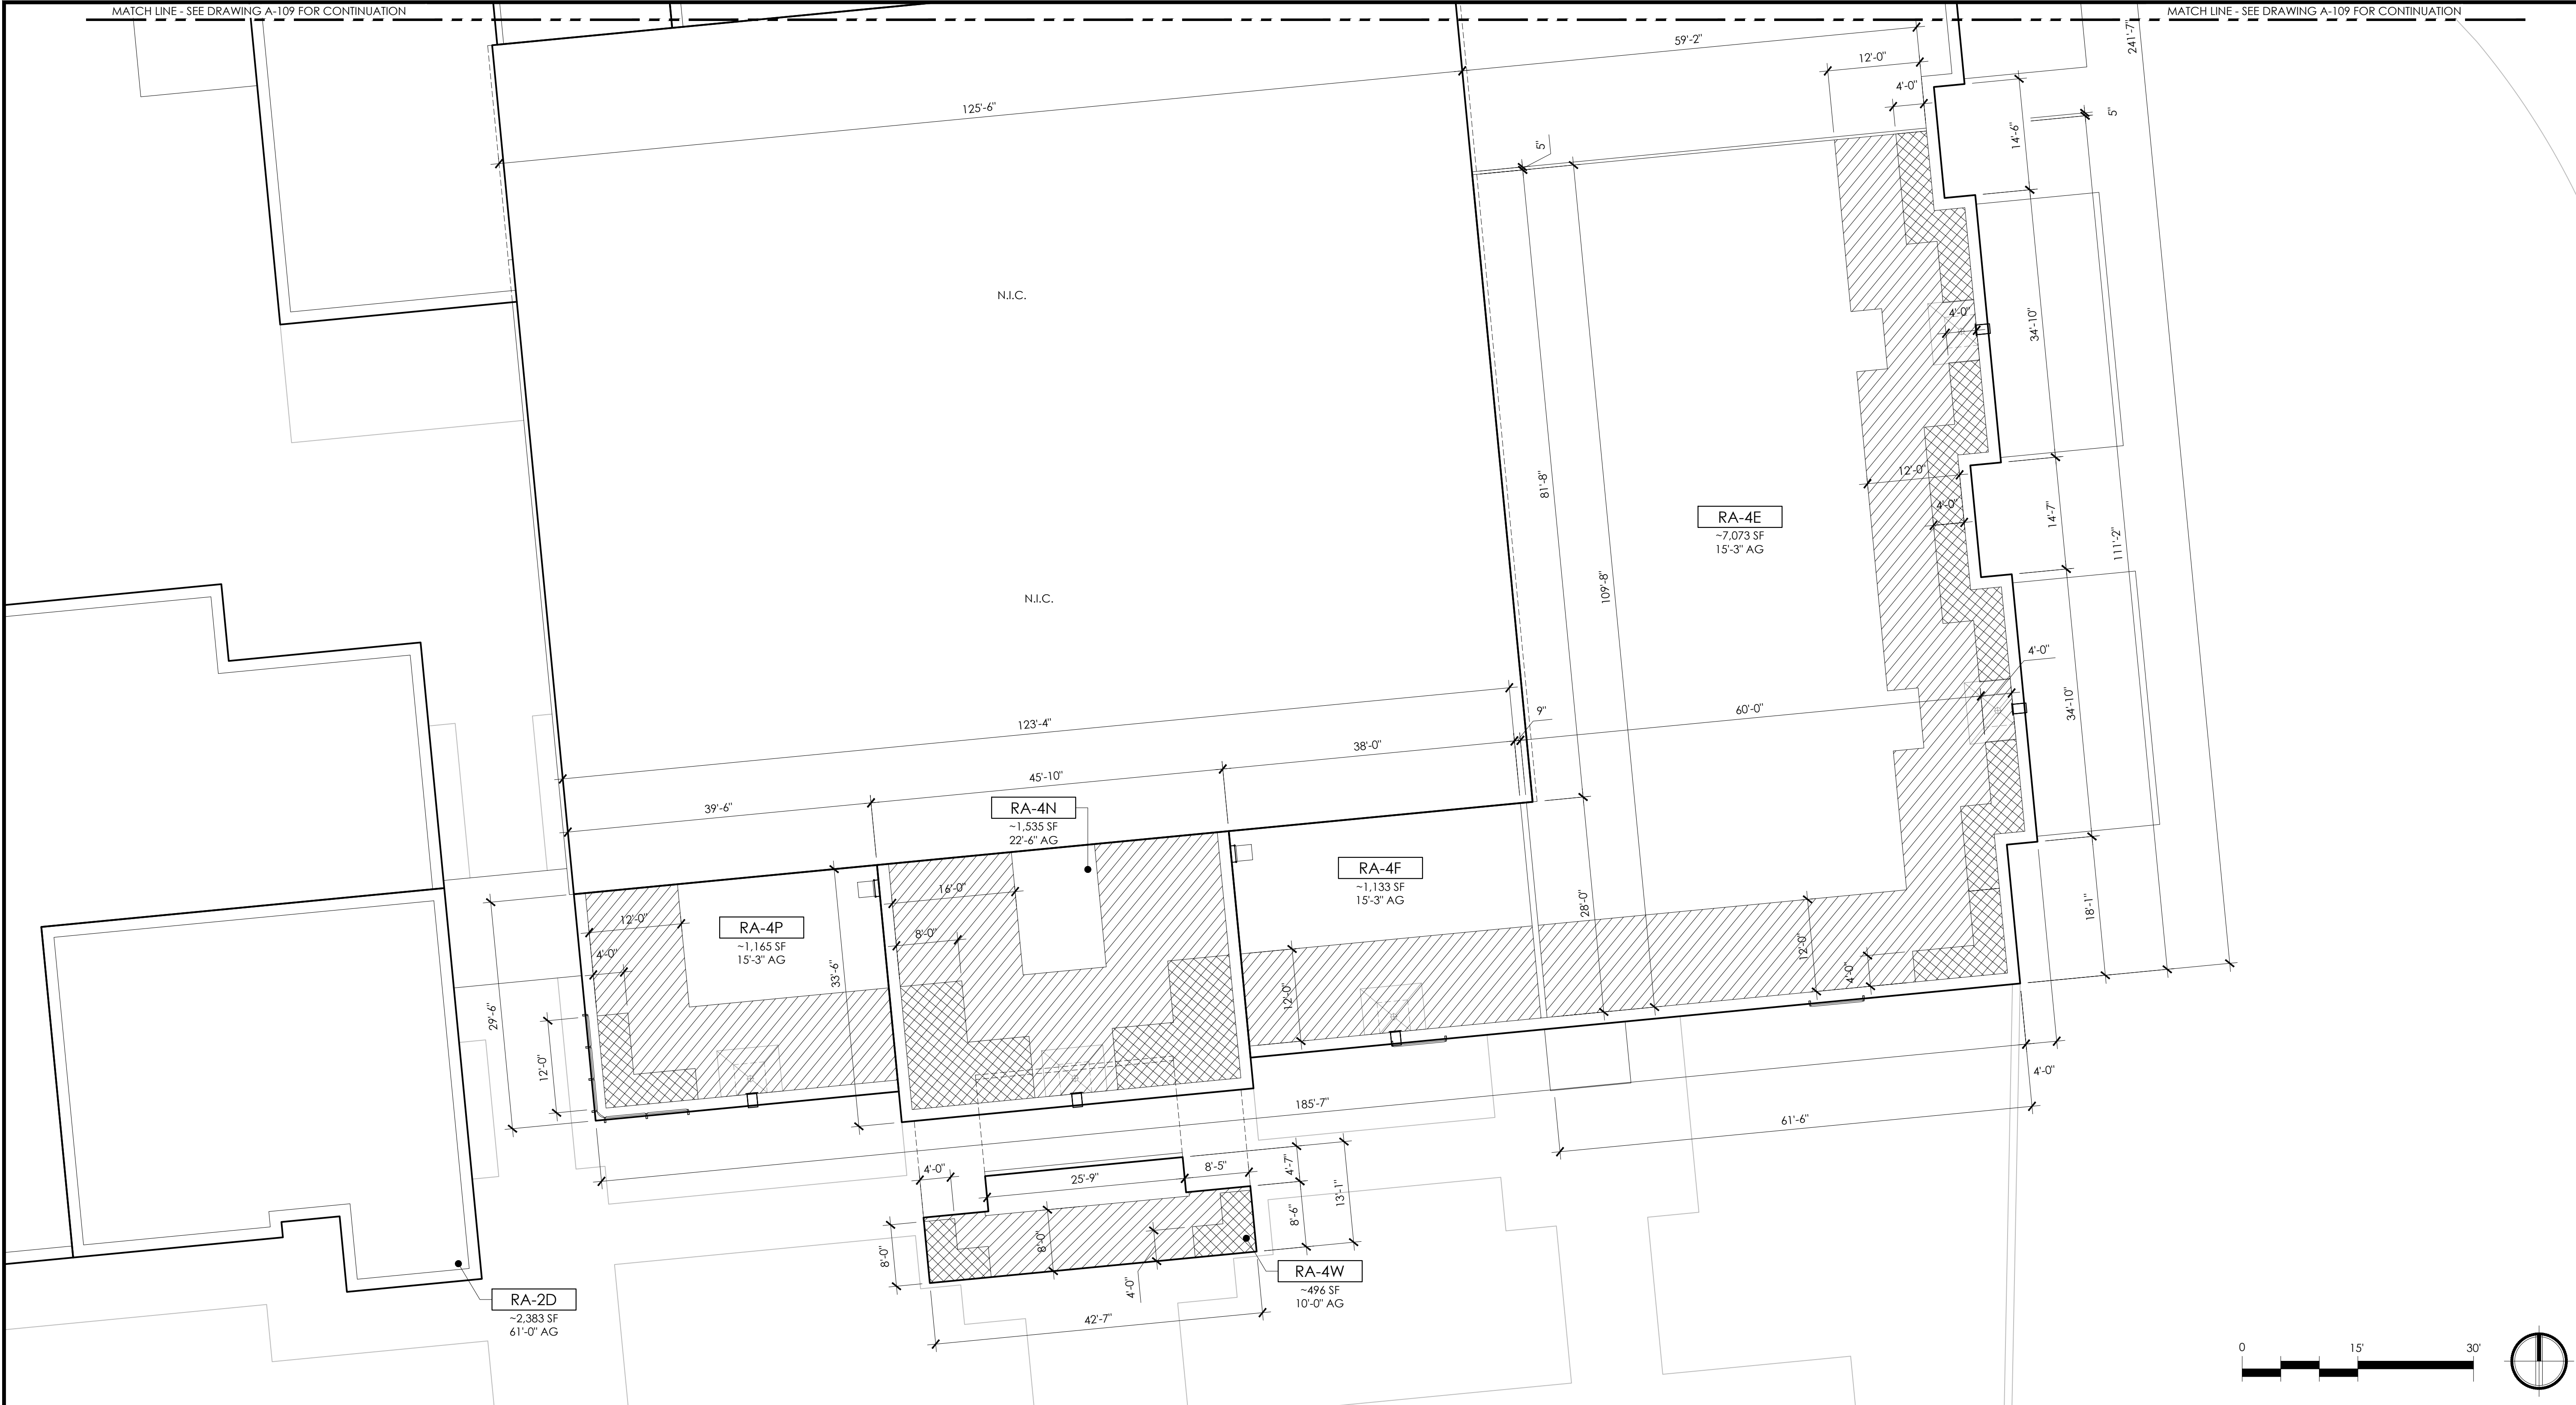 MATCH LINE - SEE DRAWING A-109 FOR CONTINUATION
MATCH LINE - SEE DRAWING A-109 FOR CONTINUATION
241'-7"
59'-2"
12'-0"
4'-0"
125'-6"
5"
14'-6"
5"
N.I.C.
4'-0"
34'-10"
12'-0"
81'-8"
4'-0"
14'-7"
RA-4E
~7,073 SF
15'-3" AG
111'-2"
109'-8"
N.I.C.
4'-0"
34'-10"
123'-4"
9"
60'-0"
38'-0"
45'-10"
39'-6"
RA-4N
~1,535 SF
22'-6" AG
RA-4F
~1,133 SF
15'-3" AG
16'-0"
28'-0"
18'-1"
12'-0"
RA-4P
~1,165 SF
15'-3" AG
8'-0"
12'-0"
4'-0"
33'-6"
4'-0"
12'-0"
29'-6"
12'-0"
4'-0"
185'-7"
61'-6"
4'-0"
25'-9"
8'-5"
4'-7"
13'-1"
8'-6"
8'-0"
8'-0"
4'-0"
RA-4W
~496 SF
10'-0" AG
42'-7"
RA-2D
~2,383 SF
61'-0" AG
0 15' 30'